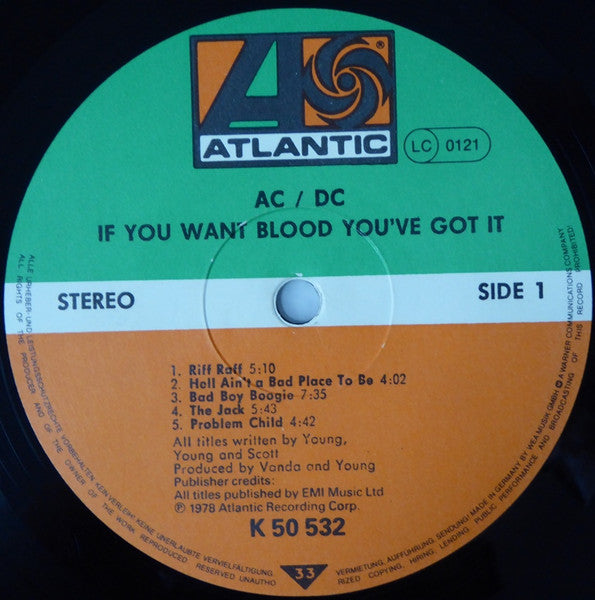 ATLANTIC
®
LC 0121
AC / DC
IF YOU WANT BLOOD YOU'VE GOT IT
STEREO
SIDE 1
1. Riff Raff 5:10
2. Hell Ain't a Bad Place To Be 4:02
3. Bad Boy Boogie 7:35
4. The Jack 5:43
5. Problem Child 4:42
All titles written by Young,
Young and Scott
Produced by Vanda and Young
Publisher credits:
All titles published by EMI Music Ltd
℗ 1978 Atlantic Recording Corp.
K 50 532
33
ALLE URHEBER- UND LEISTUNGSSCHUTZRECHTE VORBEHALTEN · KEIN VERLEIH! KEINE UNERLAUBTE VERVIELFÄLTIGUNG,
VERMIETUNG, AUFFÜHRUNG, SENDUNG! MADE IN GERMANY BY WEA MUSIK GMBH A WARNER COMMUNICATIONS COMPANY
ALL RIGHTS OF THE PRODUCER AND OF THE OWNER OF THE WORK REPRODUCED RESERVED UNAUTHO
RIZED COPYING, HIRING, LENDING, PUBLIC PERFORMANCE AND BROADCASTING OF THIS RECORD PROHIBITED!